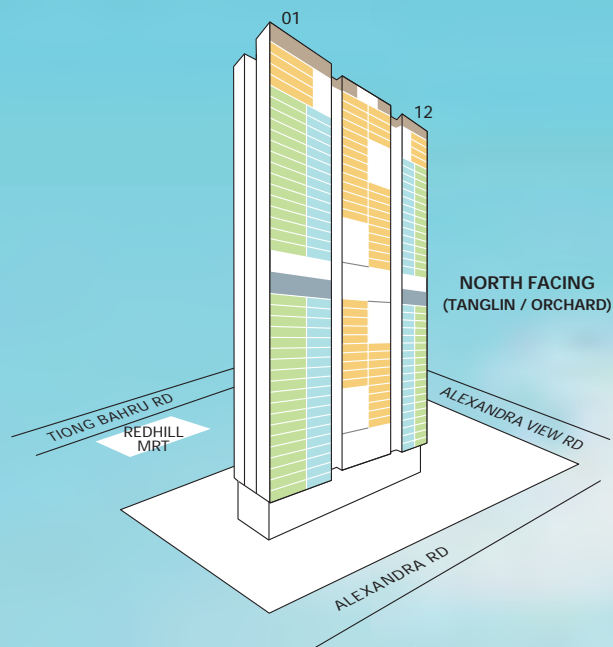 01
12
NORTH FACING
(TANGLIN / ORCHARD)
TIONG BAHRU RD
REDHILL
MRT
ALEXANDRA VIEW RD
ALEXANDRA RD